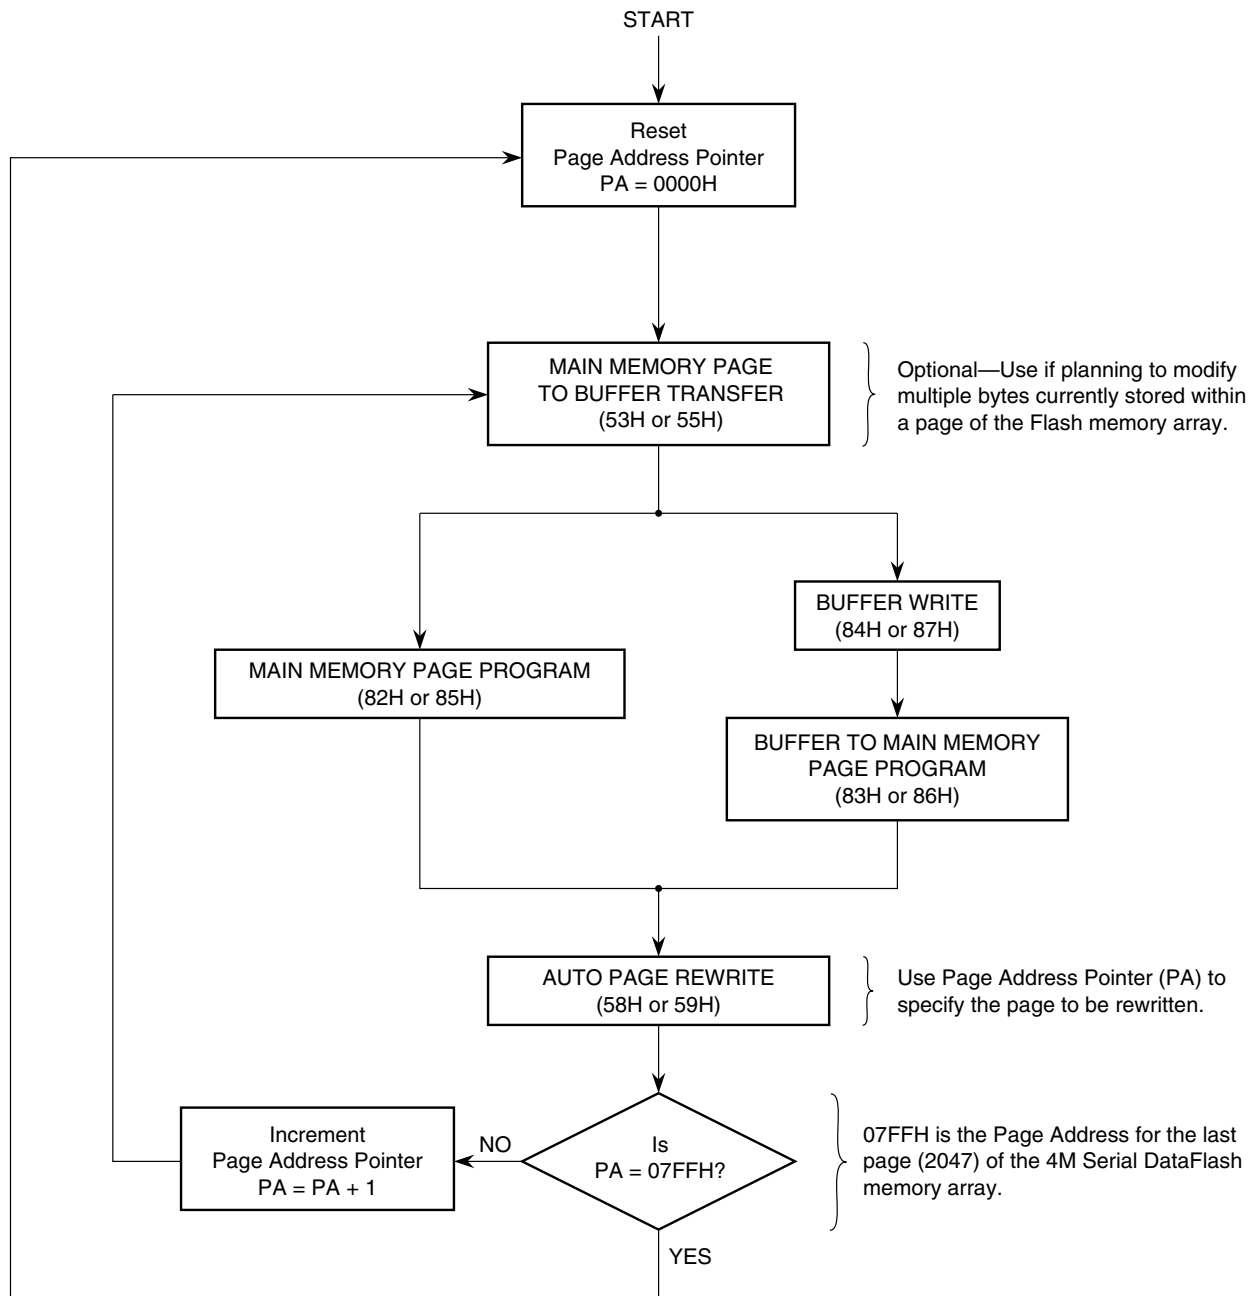 START
Reset
Page Address Pointer
PA = 0000H
MAIN MEMORY PAGE
TO BUFFER TRANSFER
(53H or 55H)
Optional—Use if planning to modify
multiple bytes currently stored within
a page of the Flash memory array.
BUFFER WRITE
(84H or 87H)
MAIN MEMORY PAGE PROGRAM
(82H or 85H)
BUFFER TO MAIN MEMORY
PAGE PROGRAM
(83H or 86H)
AUTO PAGE REWRITE
(58H or 59H)
Use Page Address Pointer (PA) to
specify the page to be rewritten.
Increment
Page Address Pointer
PA = PA + 1
NO
Is
PA = 07FFH?
07FFH is the Page Address for the last
page (2047) of the 4M Serial DataFlash
memory array.
YES